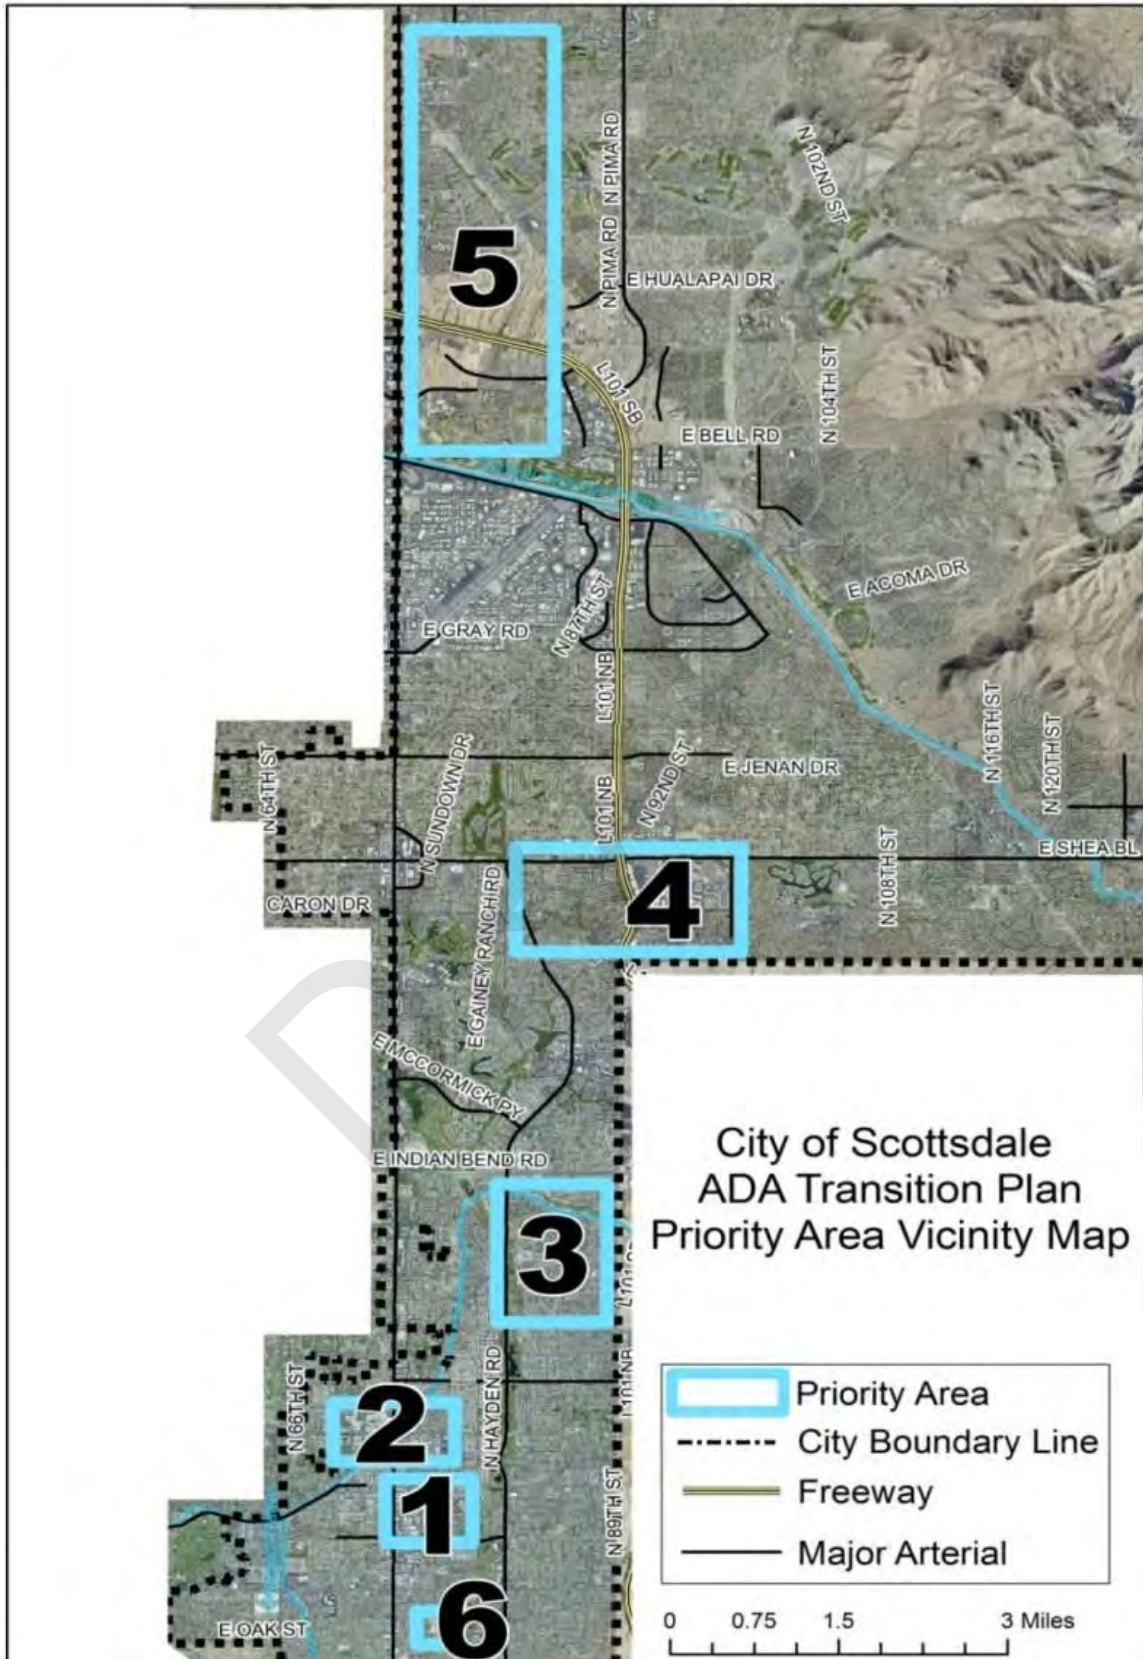 N PIMA RD
N PIMA RD
N 102ND ST
5
E HUALAPAI DR
L101 SB
N 104TH ST
E BELL RD
E ACOMA DR
N 87TH ST
E GRAY RD
L101 NB
N 116TH ST
N 120TH ST
N 64TH ST
N SUNDOWN DR
L101 NB
N 92ND ST
E JENAN DR
E SHEA BL
4
N 108TH ST
CARON DR
E GAINEY RANCH RD
E MCCORMICK PY
E INDIAN BEND RD
City of Scottsdale
ADA Transition Plan
Priority Area Vicinity Map
3
N 66TH ST
2
N HAYDEN RD
L101 NB
1
N 89TH ST
6
E OAK ST
Priority Area
City Boundary Line
Freeway
Major Arterial
0 0.75 1.5 3 Miles